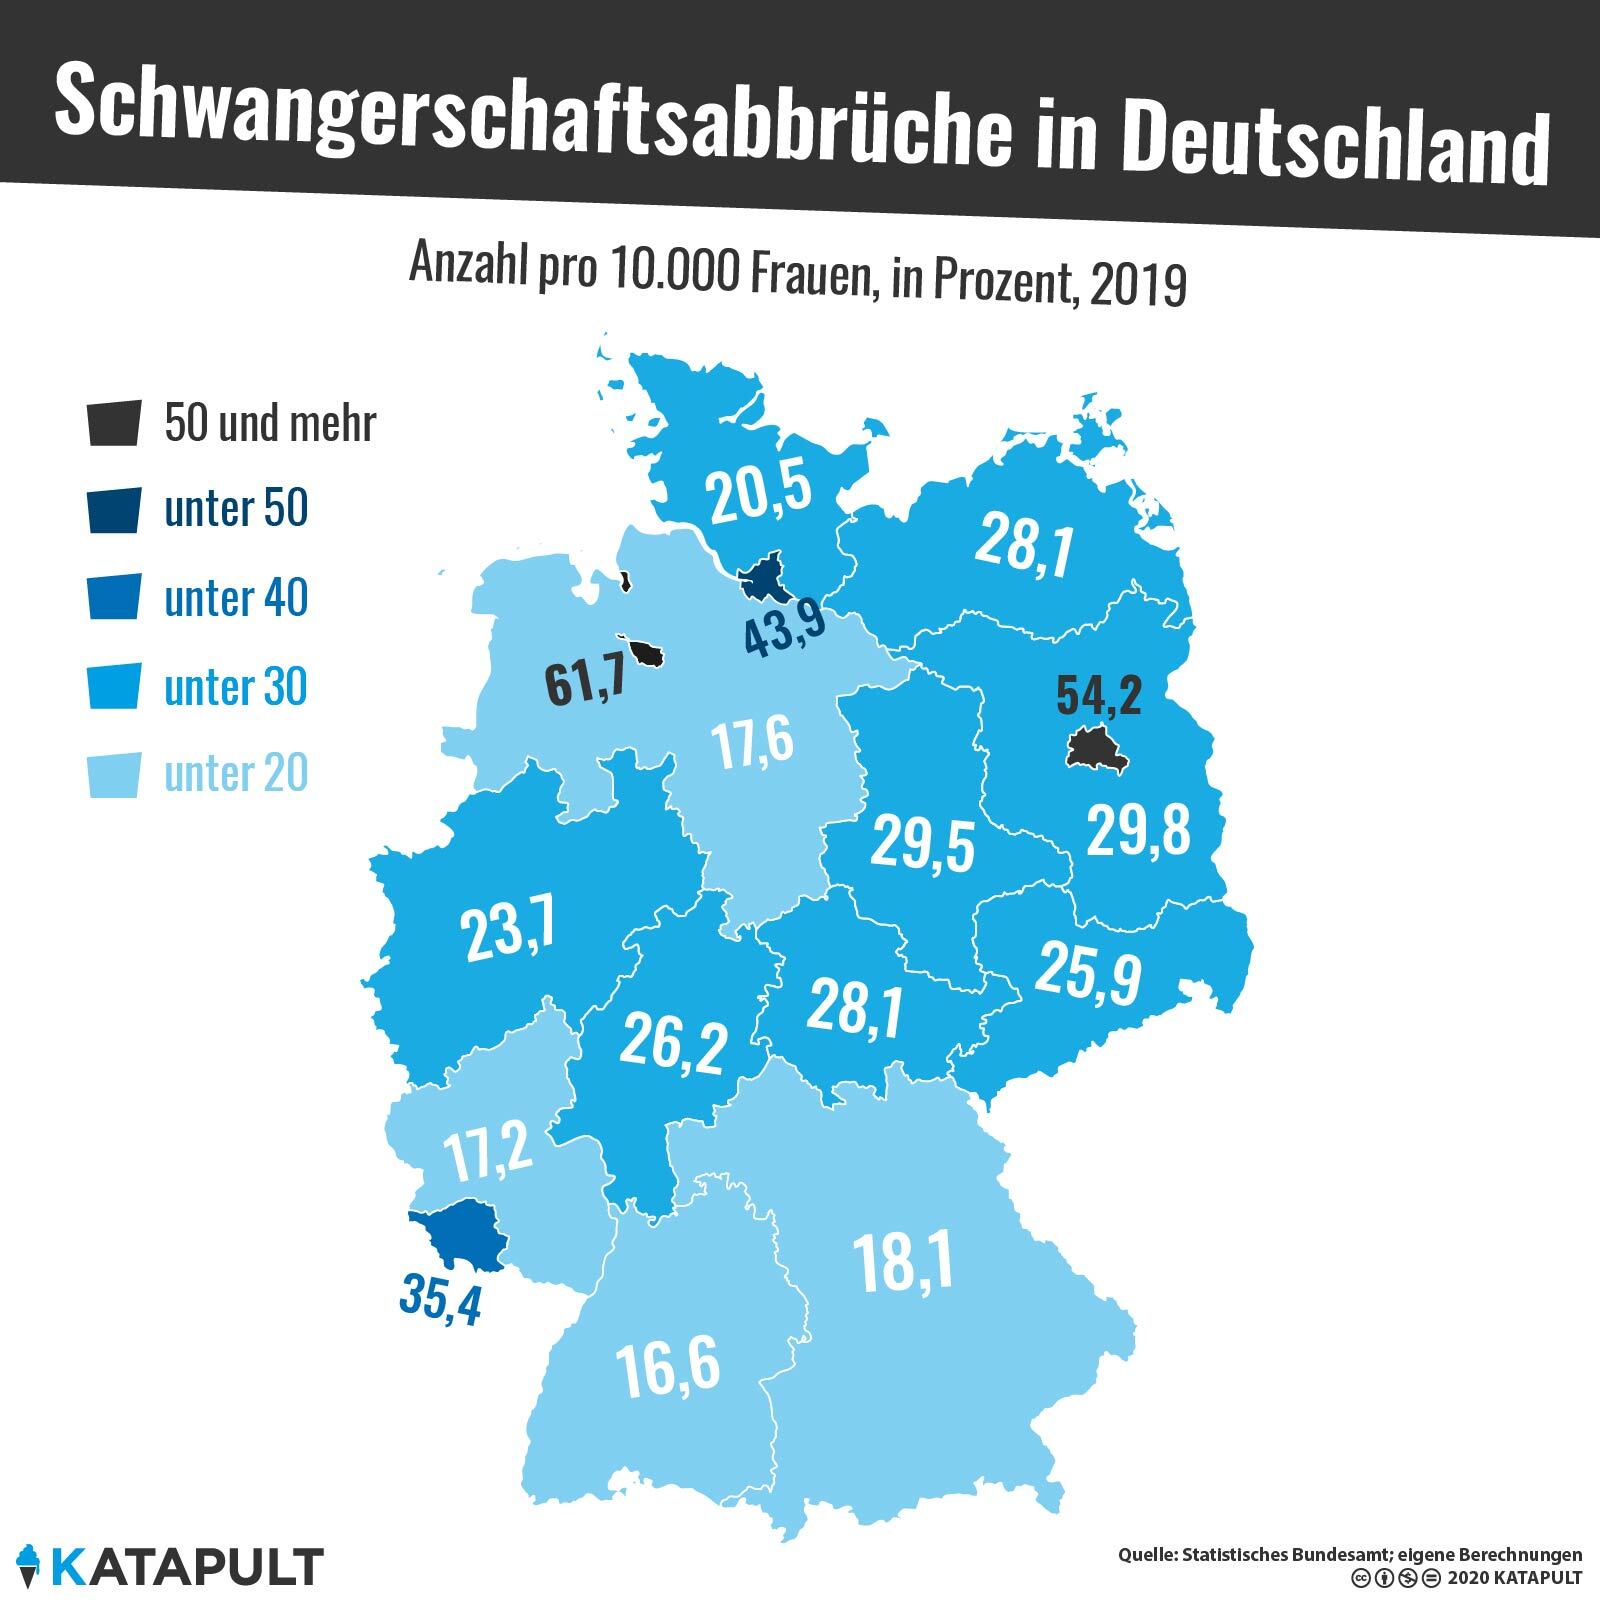 Schwangerschaftsabbrüche in Deutschland
Anzahl pro 10.000 Frauen, in Prozent, 2019
50 und mehr
unter 50
unter 40
unter 30
unter 20
20,5
28,1
43,9
61,7
54,2
17,6
29,5
29,8
23,7
25,9
28,1
26,2
17,2
18,1
35,4
16,6
KATAPULT
Quelle: Statistisches Bundesamt; eigene Berechnungen
cc 2020 KATAPULT